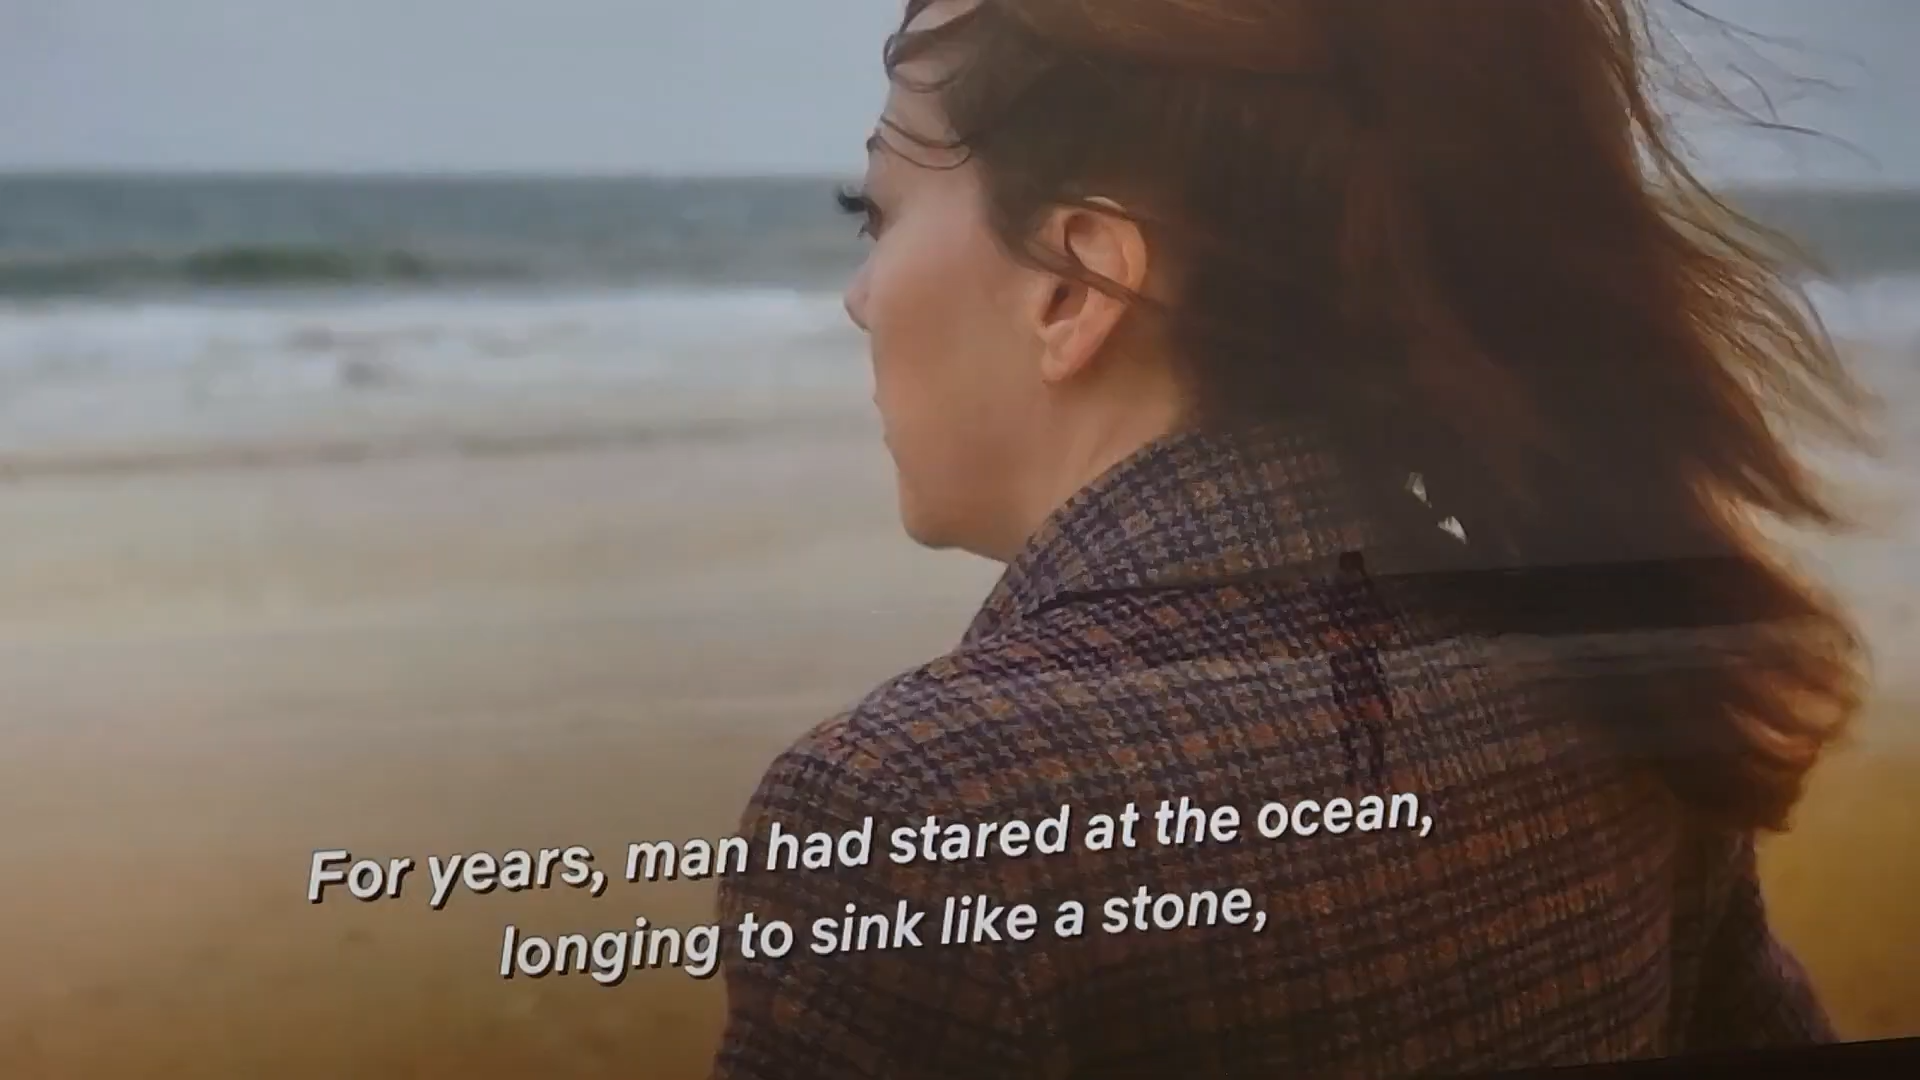 For years, man had stared at the ocean,
longing to sink like a stone,